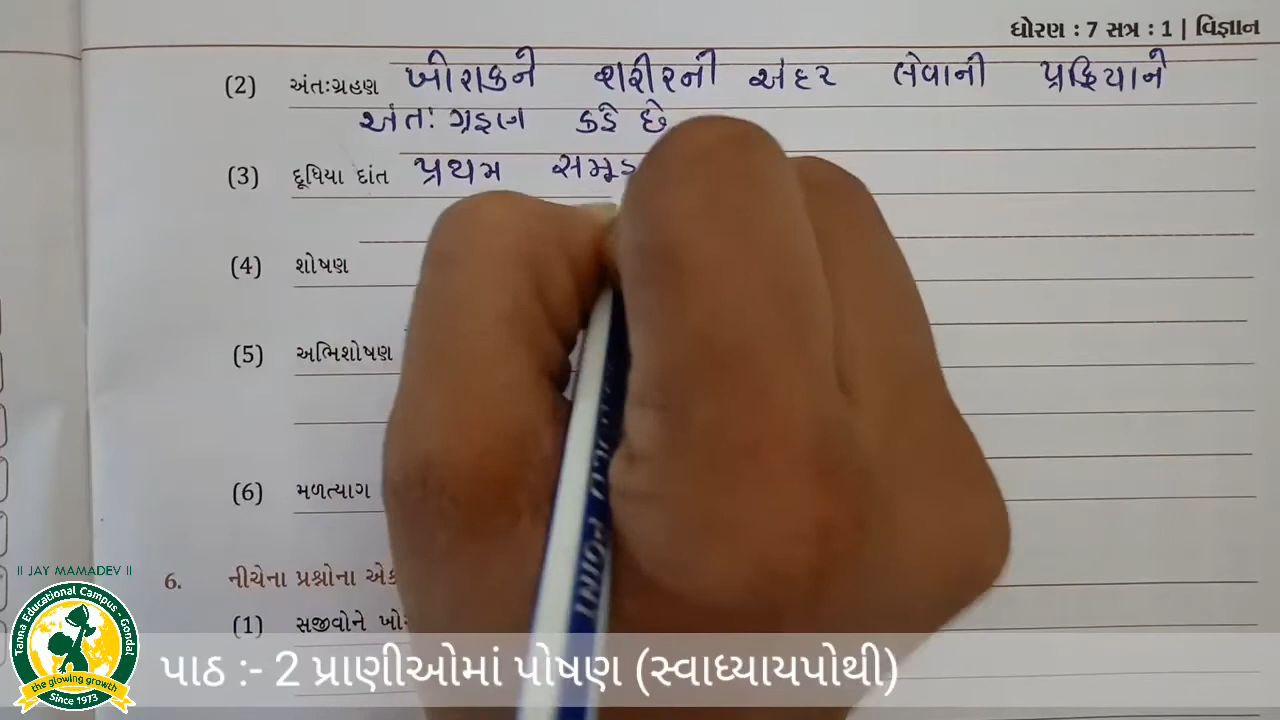 ધોરણ : 7 સત્ર : 1 | વિજ્ઞાન
(2) અંતઃગ્રહણ ખોરાકને શરીરની અંદર લેવાની પ્રક્રિયાને
અંતઃ ગ્રહણ કહે છે
(3) દૂધિયા દાંત પ્રથમ સમૂહ
(4) શોષણ
(5) અભિશોષણ
(6) મળત્યાગ
6. નીચેના પ્રશ્નોના
(1) સજીવોને
|| JAY MAMADEV ||
Tanna Educational Campus - Gondal
the glowing growth
Since 1973
પાઠ :- 2 પ્રાણીઓમાં પોષણ (સ્વાધ્યાયપોથી)